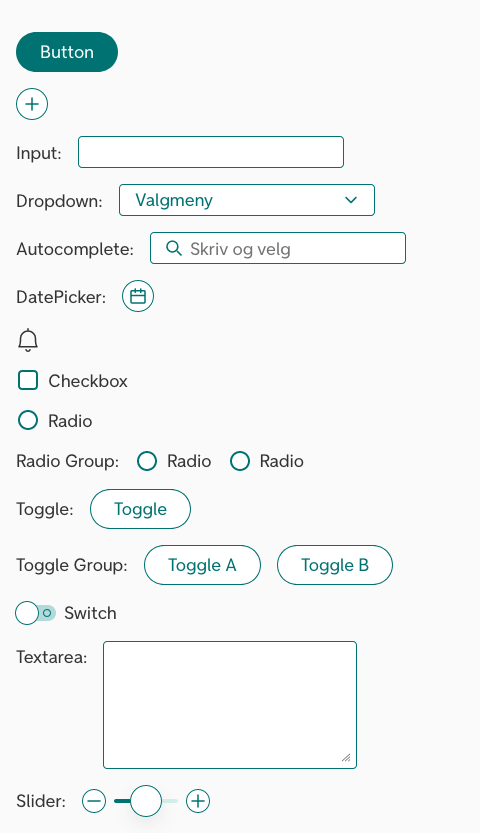 Button
Input:
Dropdown: Valgmeny
Autocomplete: Skriv og velg
DatePicker:
Checkbox
Radio
Radio Group: Radio Radio
Toggle: Toggle
Toggle Group: Toggle A Toggle B
Switch
Textarea:
Slider: